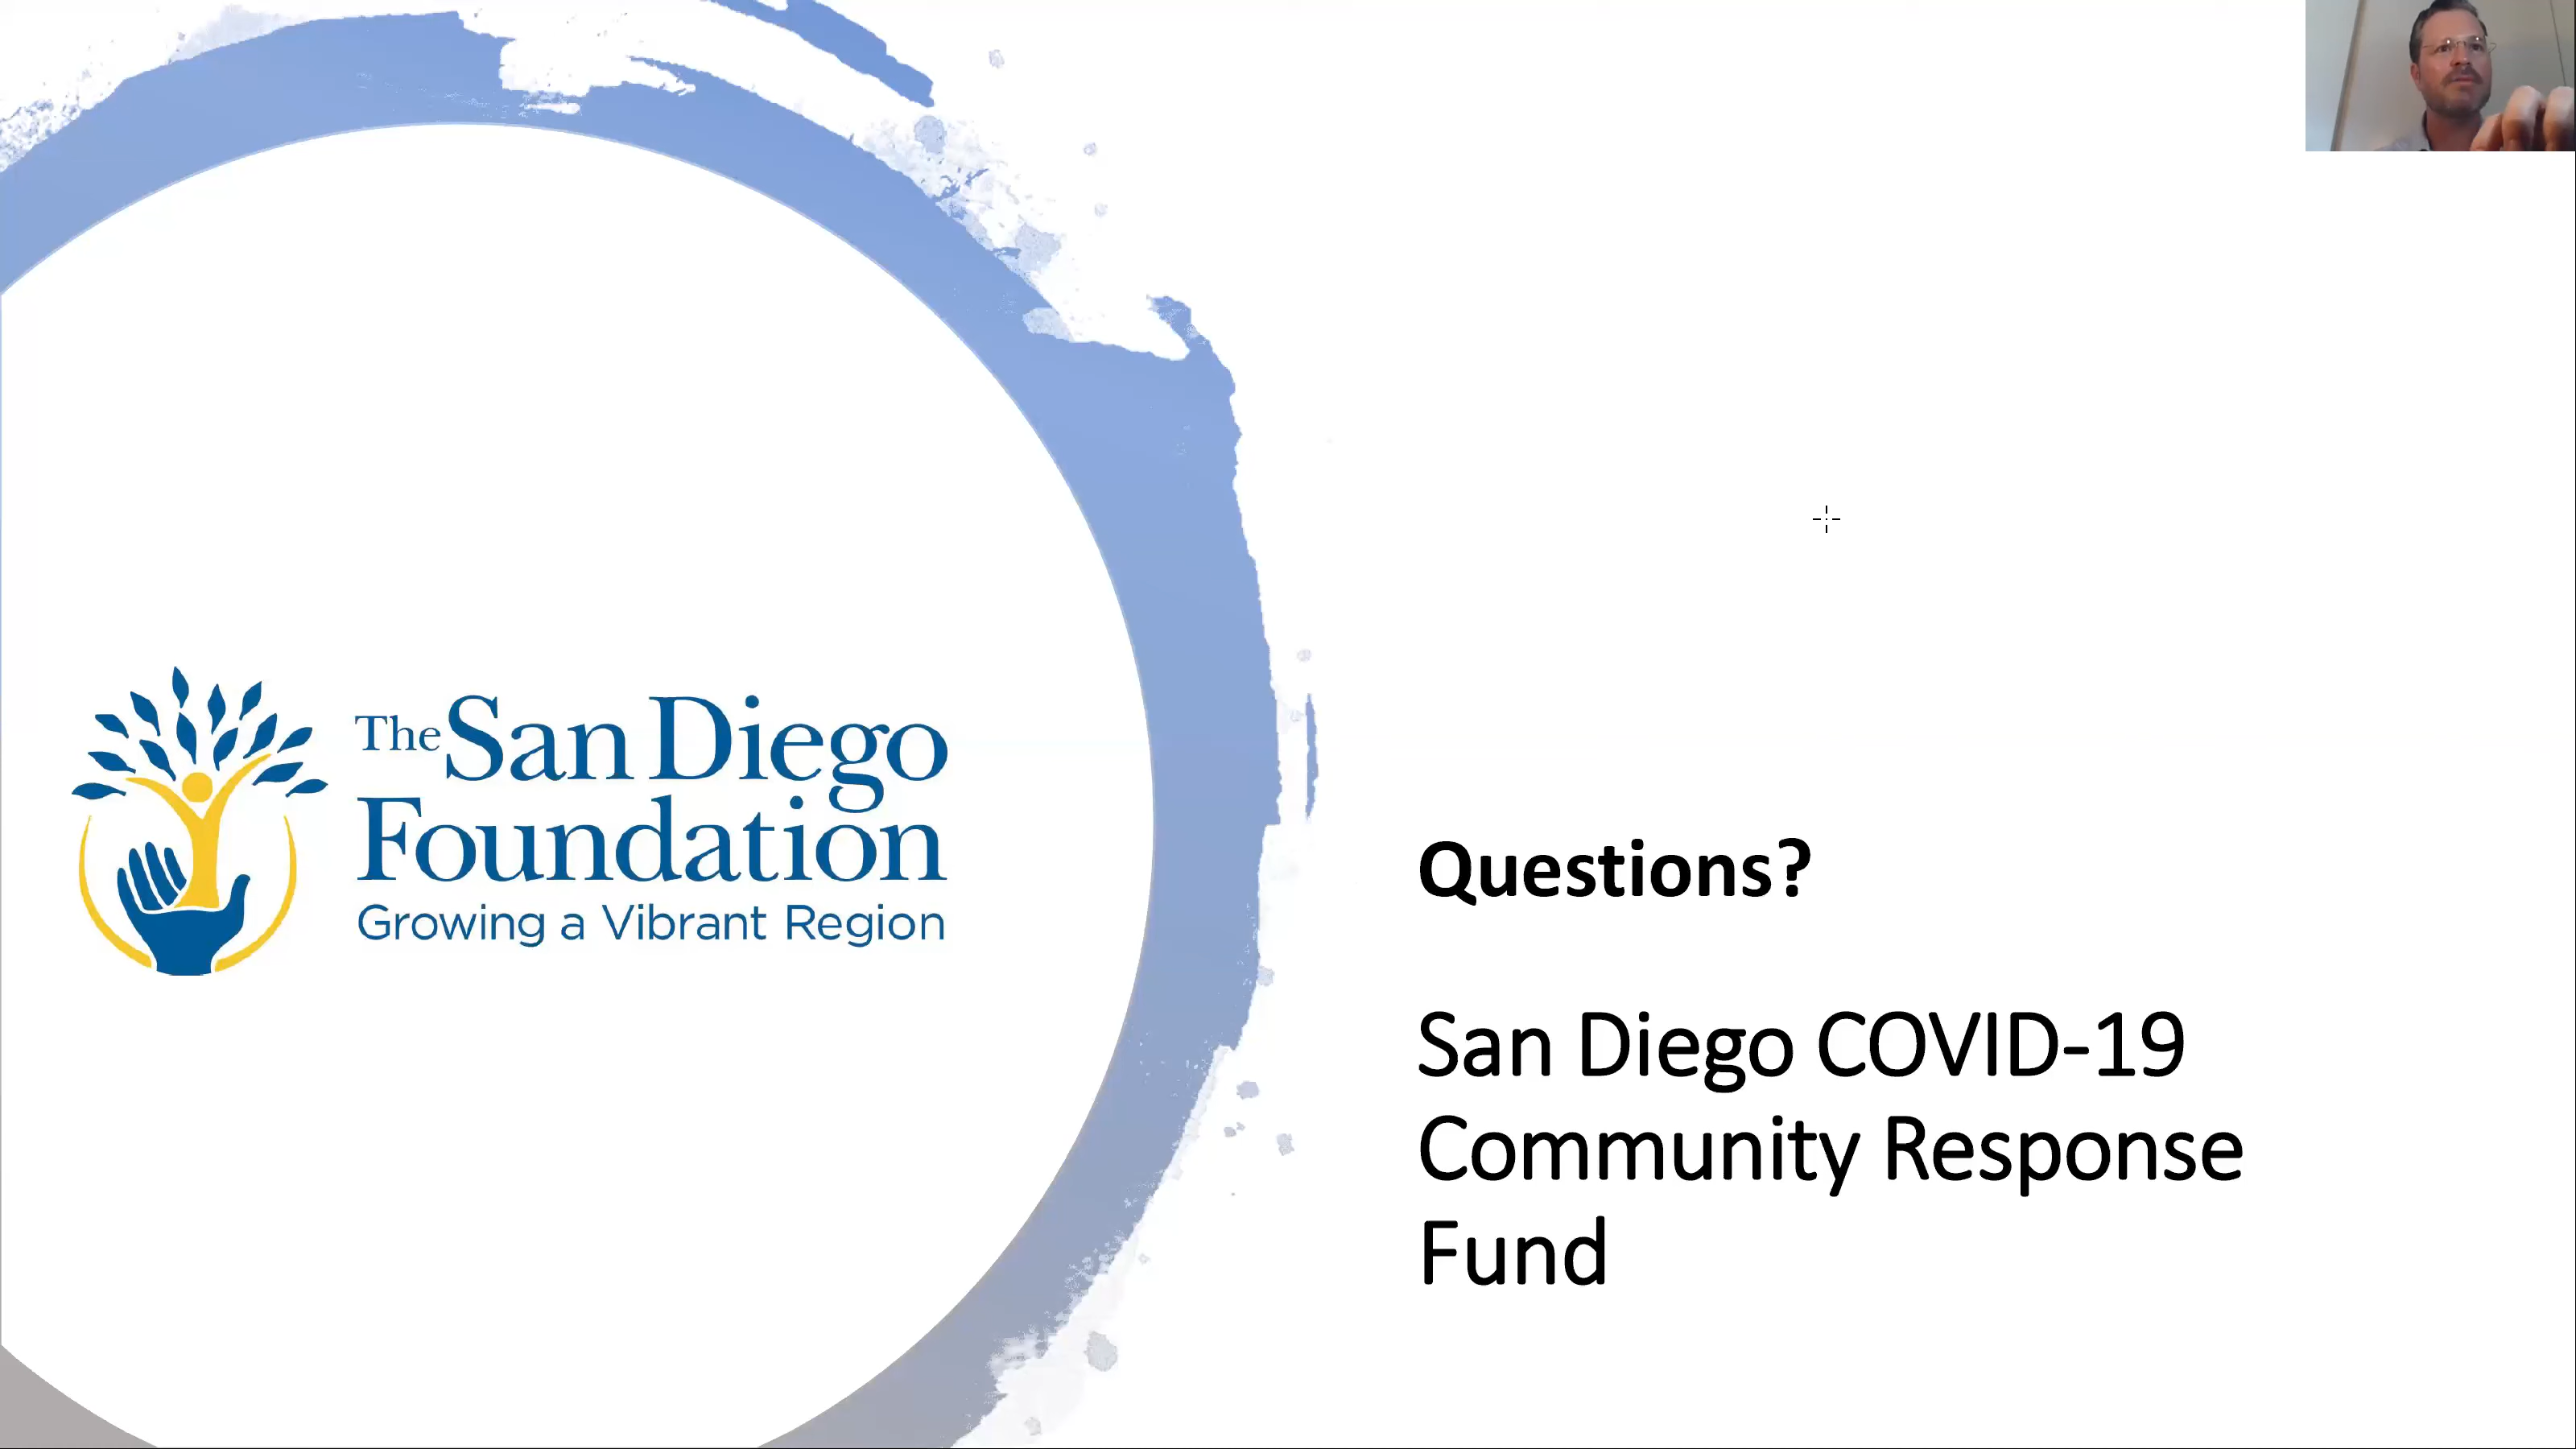 The San Diego
Foundation
Growing a Vibrant Region
Questions?
San Diego COVID-19
Community Response
Fund